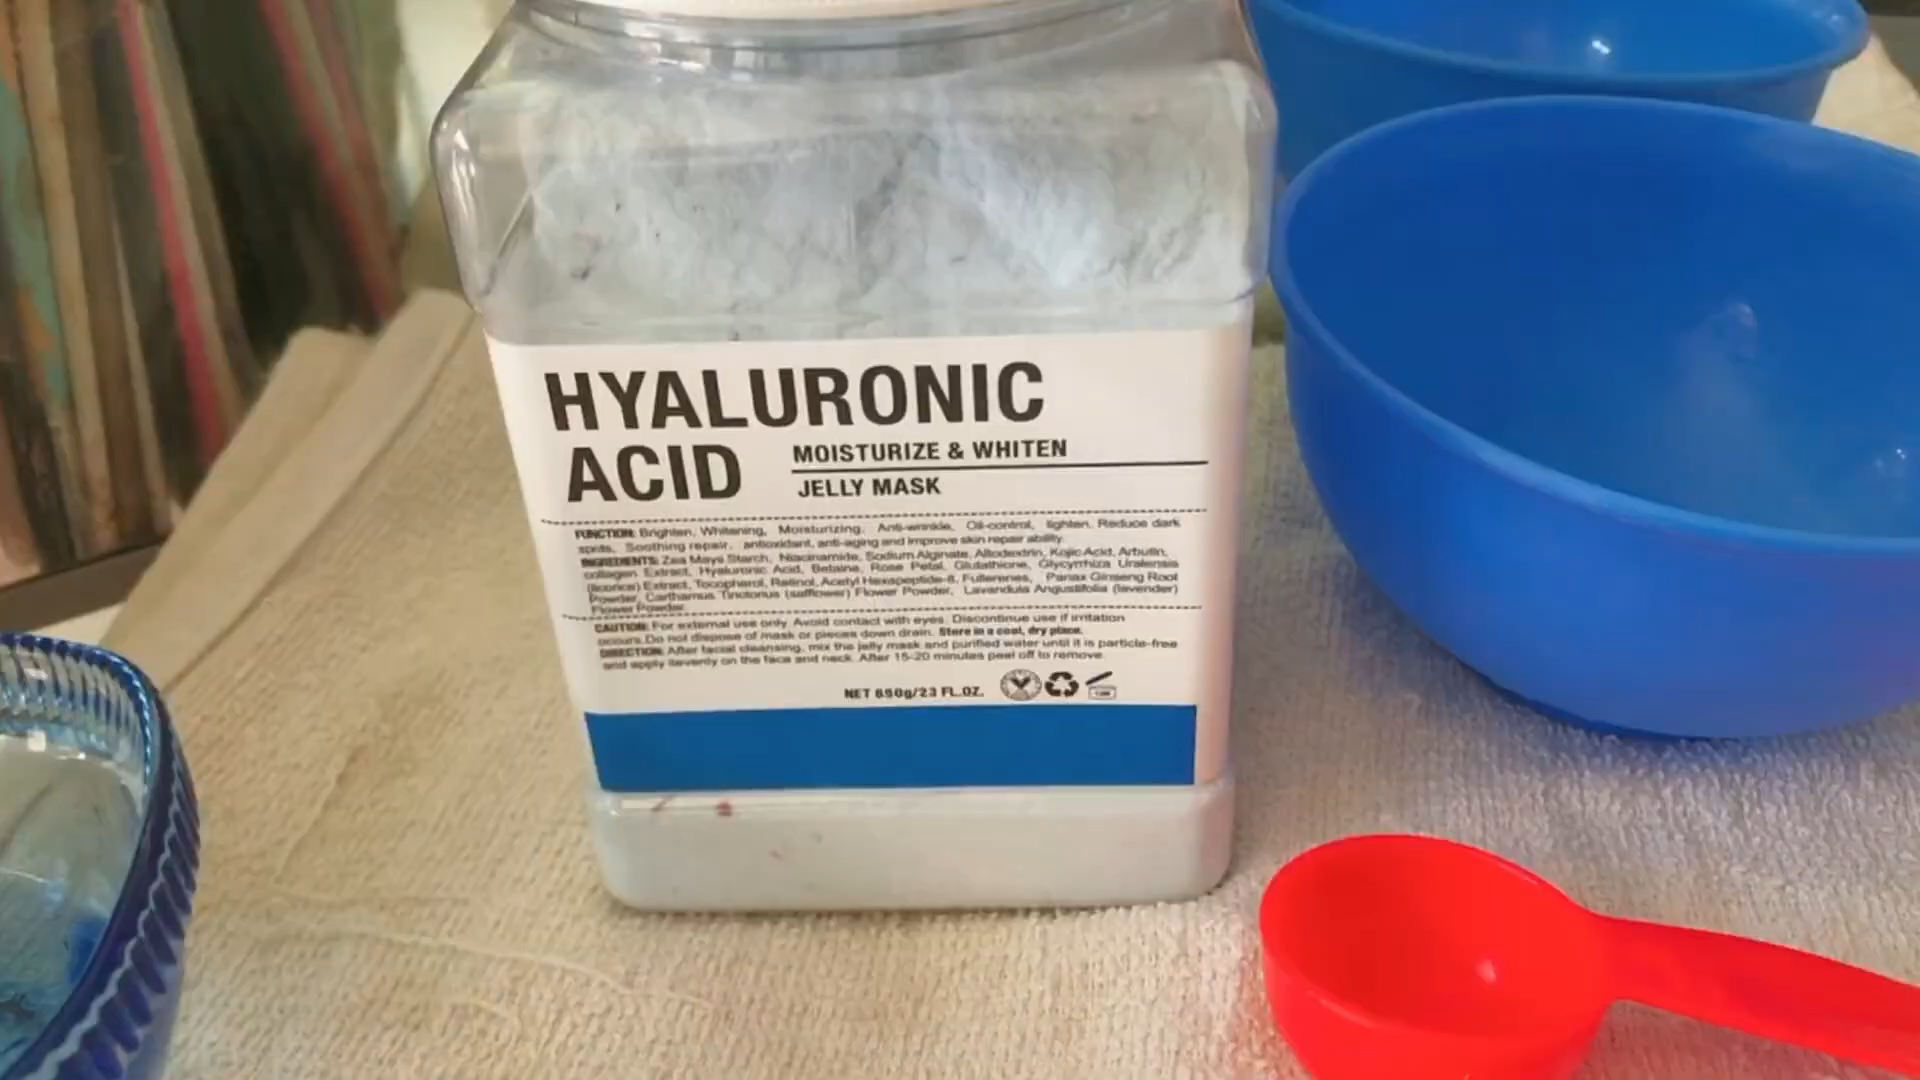 HYALURONIC
ACID
MOISTURIZE & WHITEN
JELLY MASK
FUNCTION: Brighten, Whitening, Moisturizing, Anti-wrinkle, Oil-control, lighten, Reduce dark
spots, Soothing repair, antioxidant, anti-aging and improve skin repair ability.
INGREDIENTS: Zea Mays Starch, Niacinamide, Sodium Alginate, Kojic Acid, Arbutin,
collagen Extract, Hyaluronic Acid, Betaine, Rose Petal, Glutathione, Glycyrrhiza Uralensis
(licorice) Extract, Tocopherol, Retinol, Acetyl Hexapeptide-8, Fullerenes, Panax Ginseng Root
Powder, Carthamus Tinctorius (safflower) Flower Powder, Lavandula Angustifolia (lavender)
Flower Powder.
CAUTION: For external use only. Avoid contact with eyes. Discontinue use if irritation
occurs. Do not dispose of mask or pieces down drain. Store in a cool, dry place.
DIRECTION: After facial cleansing, mix the jelly mask and purified water until it is particle-free
and apply on the face and neck. After 15-20 minutes peel off to remove.
NET 650g/23 FL.OZ.